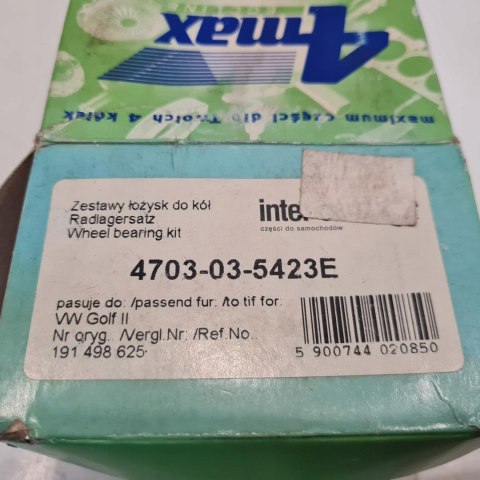 4max
ECOLINE
maximum części dla Twoich 4 kółek
Zestawy łożysk do kół
Radlagersatz
Wheel bearing kit
inte
części do samochodów
4703-03-5423E
pasuje do: /passend fur: /to tif for:
VW Golf II
Nr oryg. /Vergl.Nr: /Ref.No.
191 498 625
5 900744 020850